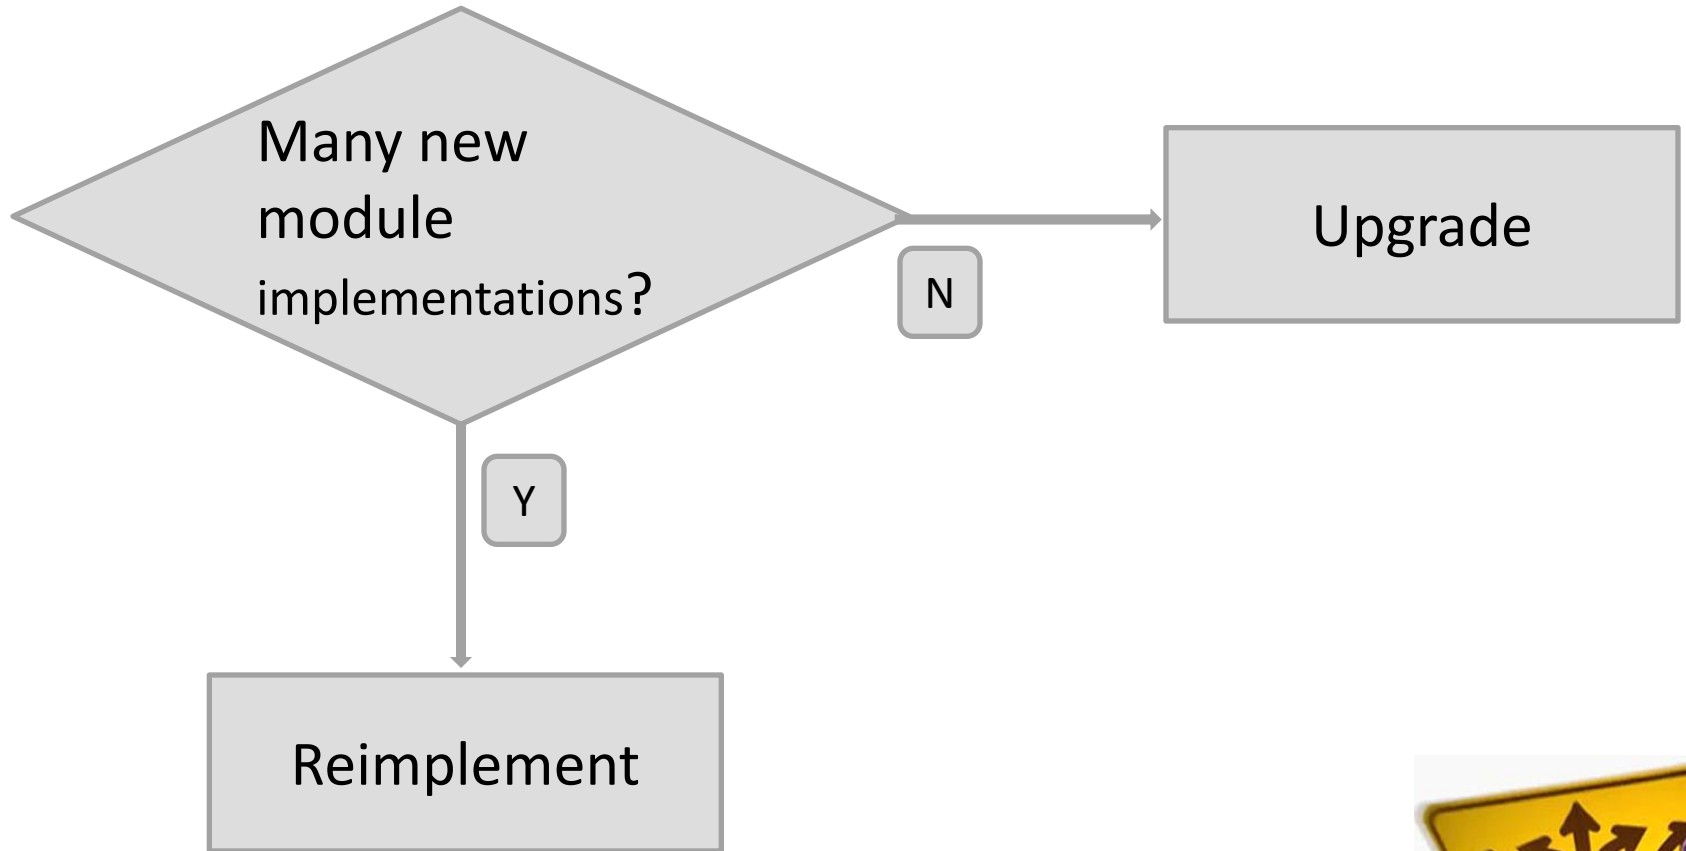 Many new
module
implementations?
N
Upgrade
Y
Reimplement